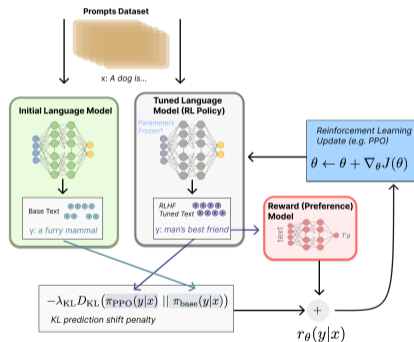 Prompts Dataset
x: A dog is...
Initial Language Model
Tuned Language
Model (RL Policy)
Parameters
Frozen*
Reinforcement Learning
Update (e.g. PPO)
θ ← θ + ∇θJ(θ)
Base Text
y: a furry mammal
RLHF
Tuned Text
y: man's best friend
Reward (Preference)
Model
text
rθ
−λKL DKL(πPPO(y|x) || πbase(y|x))
KL prediction shift penalty
+
rθ(y|x)